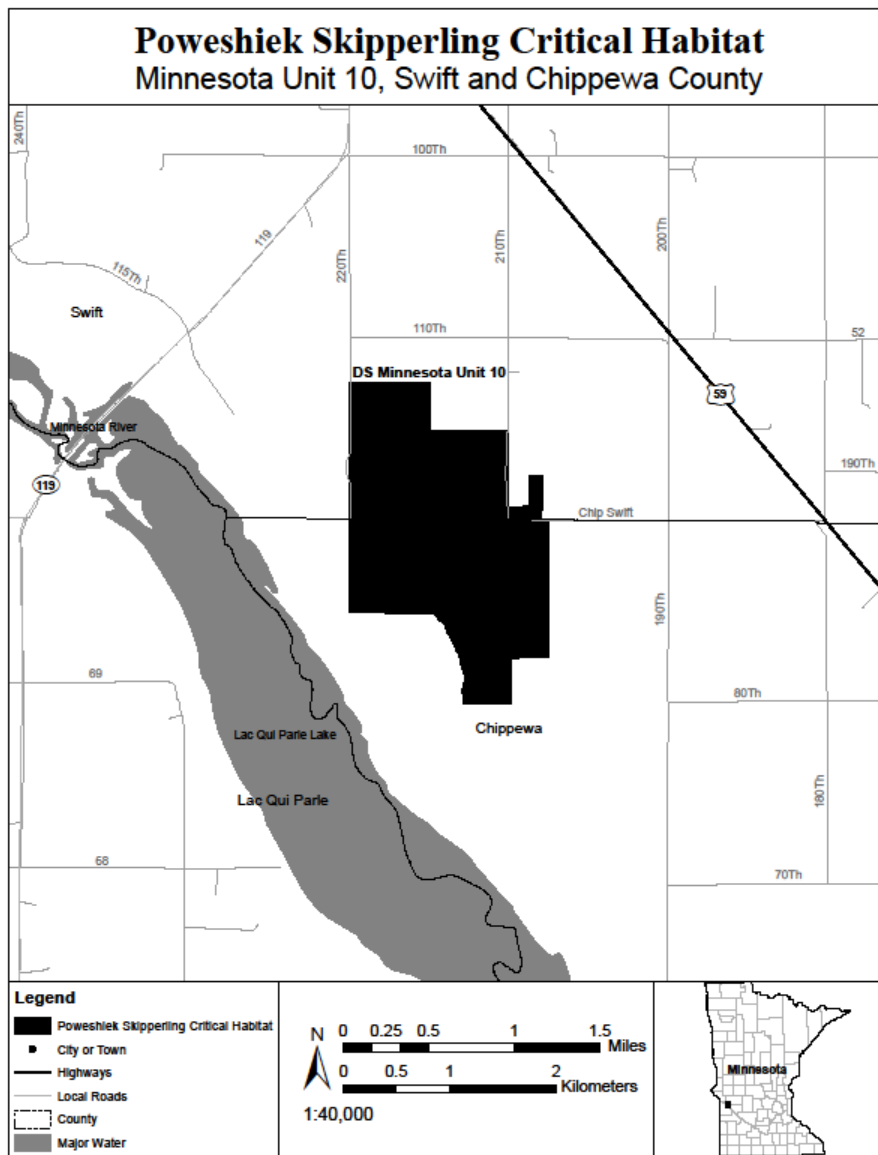 Poweshiek Skipperling Critical Habitat
Minnesota Unit 10, Swift and Chippewa County
240Th
100Th
119
220Th
210Th
200Th
115Th
Swift
110Th
52
DS Minnesota Unit 10
59
Minnesota River
119
190Th
Chip Swift
190Th
69
80Th
Chippewa
Lac Qui Parle Lake
Lac Qui Parle
180Th
68
70Th
Legend
Poweshiek Skipperling Critical Habitat
City or Town
Highways
Local Roads
County
Major Water
N
0 0.25 0.5 1 1.5
Miles
0 0.5 1 2
Kilometers
1:40,000
Minnesota